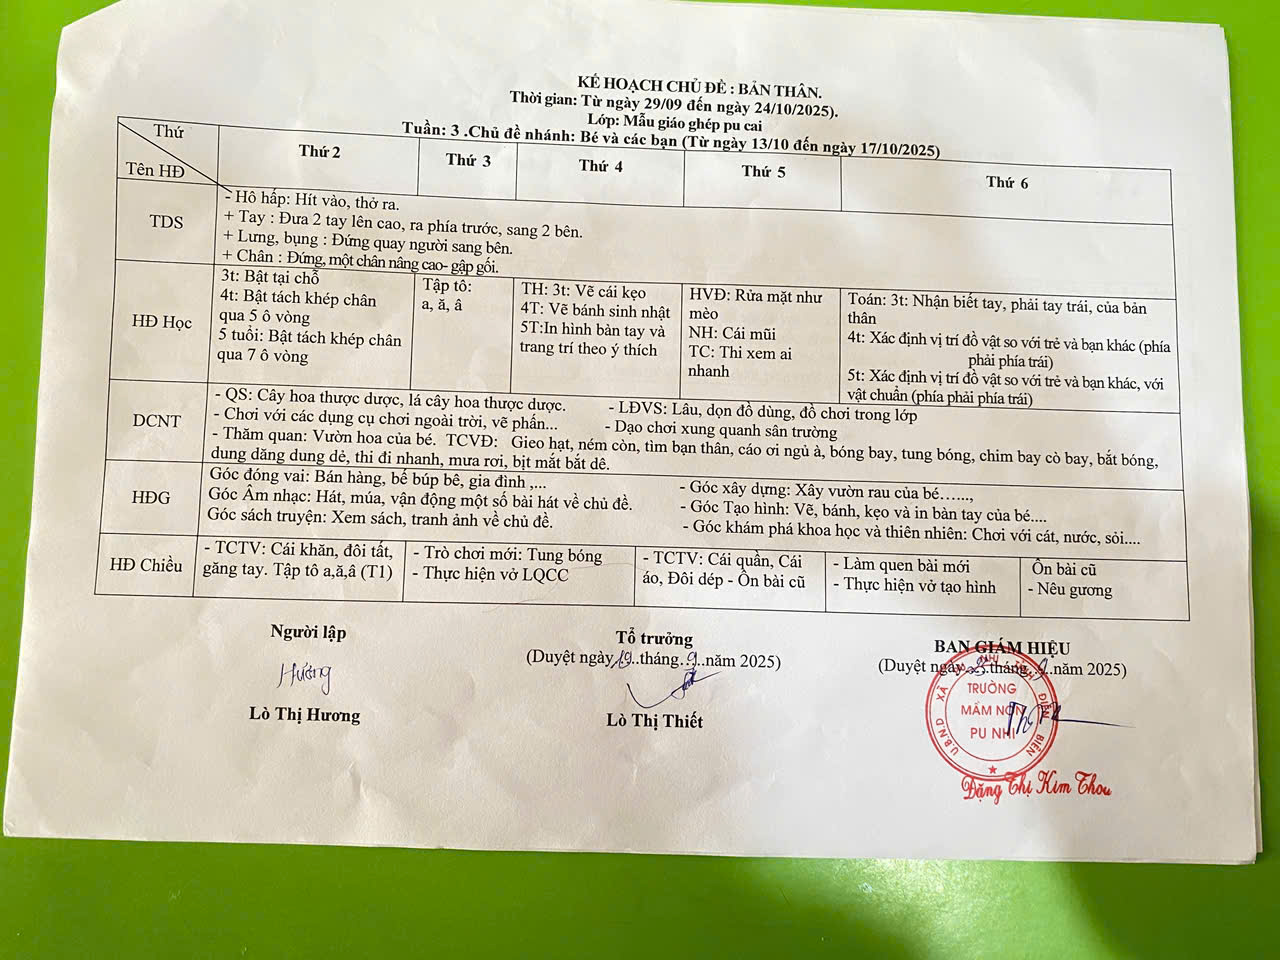 KẾ HOẠCH CHỦ ĐỀ : BẢN THÂN.
Thời gian: Từ ngày 29/09 đến ngày 24/10/2025).
Lớp: Mẫu giáo ghép pu cai
Tuần: 3 .Chủ đề nhánh: Bé và các bạn (Từ ngày 13/10 đến ngày 17/10/2025)
Thứ
Tên HĐ
Thứ 2
Thứ 3
Thứ 4
Thứ 5
Thứ 6
TDS
- Hô hấp: Hít vào, thở ra.
+ Tay : Đưa 2 tay lên cao, ra phía trước, sang 2 bên.
+ Lưng, bụng : Đứng quay người sang bên.
+ Chân : Đứng, một chân nâng cao- gập gối.
HĐ Học
3t: Bật tại chỗ
4t: Bật tách khép chân
qua 5 ô vòng
5 tuổi: Bật tách khép chân
qua 7 ô vòng
Tập tô:
a, ă, â
TH: 3t: Vẽ cái kẹo
4T: Vẽ bánh sinh nhật
5T:In hình bàn tay và
trang trí theo ý thích
HVĐ: Rửa mặt như
mèo
NH: Cái mũi
TC: Thi xem ai
nhanh
Toán: 3t: Nhận biết tay, phải tay trái, của bản
thân
4t: Xác định vị trí đồ vật so với trẻ và bạn khác (phía
phải phía trái)
5t: Xác định vị trí đồ vật so với trẻ và bạn khác, với
vật chuẩn (phía phải phía trái)
DCNT
- QS: Cây hoa thược dược, lá cây hoa thược dược. - LĐVS: Lâu, dọn đồ dùng, đồ chơi trong lớp
- Chơi với các dụng cụ chơi ngoài trời, vẽ phấn... - Dạo chơi xung quanh sân trường
- Thăm quan: Vườn hoa của bé. TCVĐ: Gieo hạt, ném còn, tìm bạn thân, cáo ơi ngủ à, bóng bay, tung bóng, chim bay cò bay, bắt bóng,
dung dăng dung dẻ, thi đi nhanh, mưa rơi, bịt mắt bắt dê.
HĐG
Góc đóng vai: Bán hàng, bế búp bê, gia đình ,... - Góc xây dựng: Xây vườn rau của bé…...,
Góc Âm nhạc: Hát, múa, vận động một số bài hát về chủ đề. - Góc Tạo hình: Vẽ, bánh, kẹo và in bàn tay của bé....
Góc sách truyện: Xem sách, tranh ảnh về chủ đề. - Góc khám phá khoa học và thiên nhiên: Chơi với cát, nước, sỏi....
HĐ Chiều
- TCTV: Cái khăn, đôi tất,
găng tay. Tập tô a,ă,â (T1)
- Trò chơi mới: Tung bóng
- Thực hiện vở LQCC
- TCTV: Cái quần, Cái
áo, Đôi dép - Ôn bài cũ
- Làm quen bài mới
- Thực hiện vở tạo hình
Ôn bài cũ
- Nêu gương
Người lập
Hương
Lò Thị Hương
Tổ trưởng
(Duyệt ngày 19..tháng..9..năm 2025)
Lò Thị Thiết
BAN GIÁM HIỆU
(Duyệt ngày..tháng.9..năm 2025)
TRƯỜNG
MẦM NON
PU NHI
U.B.N.D XÃ PU NHI TỈNH ĐIỆN BIÊN
Đặng Thị Kim Thoa